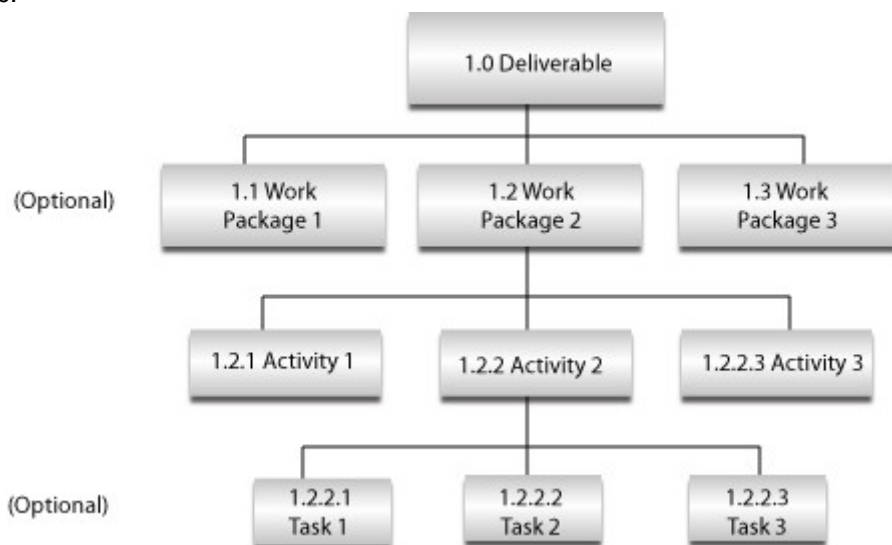 1.0 Deliverable
(Optional)
1.1 Work
Package 1
1.2 Work
Package 2
1.3 Work
Package 3
1.2.1 Activity 1
1.2.2 Activity 2
1.2.2.3 Activity 3
(Optional)
1.2.2.1
Task 1
1.2.2.2
Task 2
1.2.2.3
Task 3